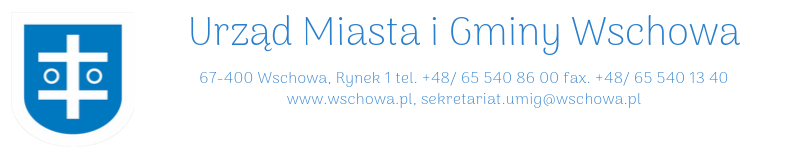 Urząd Miasta i Gminy Wschowa
67-400 Wschowa, Rynek 1 tel. +48/ 65 540 86 00 fax. +48/ 65 540 13 40
www.wschowa.pl, sekretariat.umig@wschowa.pl